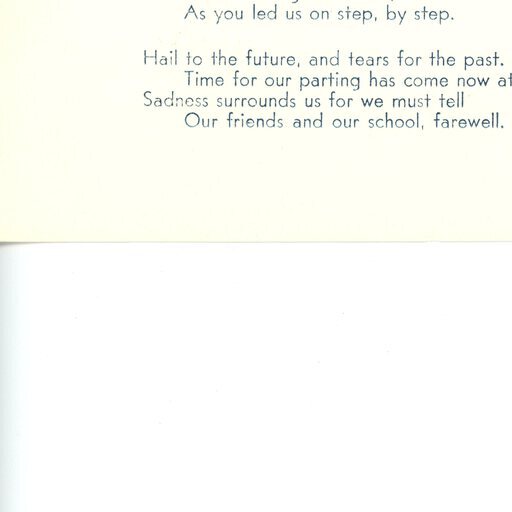 As you led us on step, by step.
Hail to the future, and tears for the past.
Time for our parting has come now at
Sadness surrounds us for we must tell
Our friends and our school, farewell.